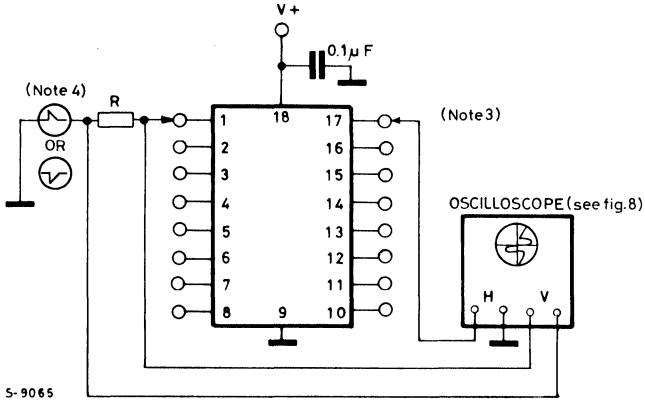 V+
0.1µF
(Note 4)
R
OR
(Note3)
1 18 17
2 16
3 15
4 14
5 13
6 12
7 11
8 9 10
OSCILLOSCOPE(see fig.8)
H V
S-9065